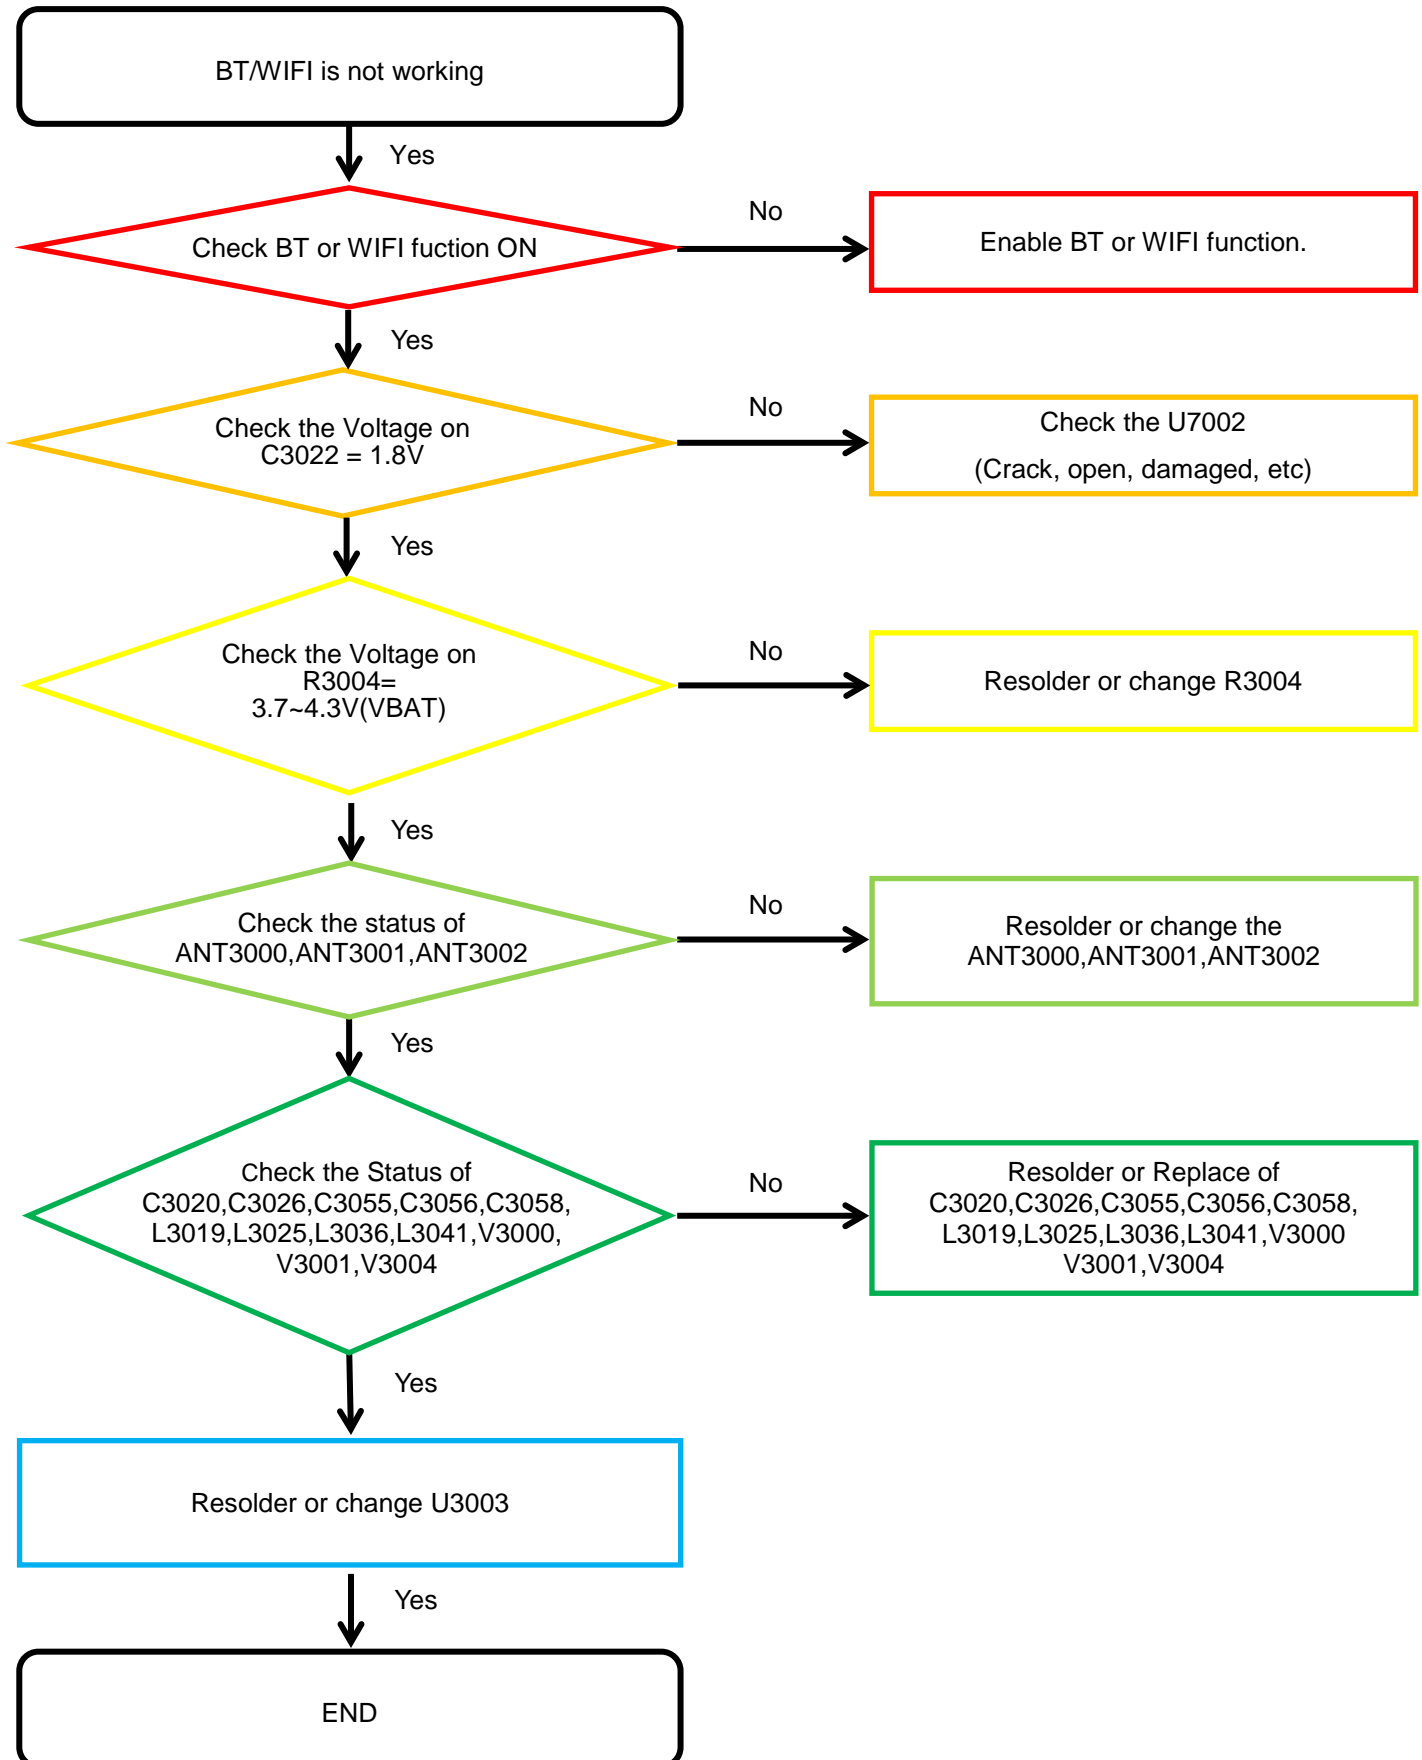 BT/WIFI is not working
Yes
Check BT or WIFI fuction ON
No
Enable BT or WIFI function.
Yes
Check the Voltage on
C3022 = 1.8V
No
Check the U7002
(Crack, open, damaged, etc)
Yes
Check the Voltage on
R3004=
3.7~4.3V(VBAT)
No
Resolder or change R3004
Yes
Check the status of
ANT3000,ANT3001,ANT3002
No
Resolder or change the
ANT3000,ANT3001,ANT3002
Yes
Check the Status of
C3020,C3026,C3055,C3056,C3058,
L3019,L3025,L3036,L3041,V3000,
V3001,V3004
No
Resolder or Replace of
C3020,C3026,C3055,C3056,C3058,
L3019,L3025,L3036,L3041,V3000
V3001,V3004
Yes
Resolder or change U3003
Yes
END